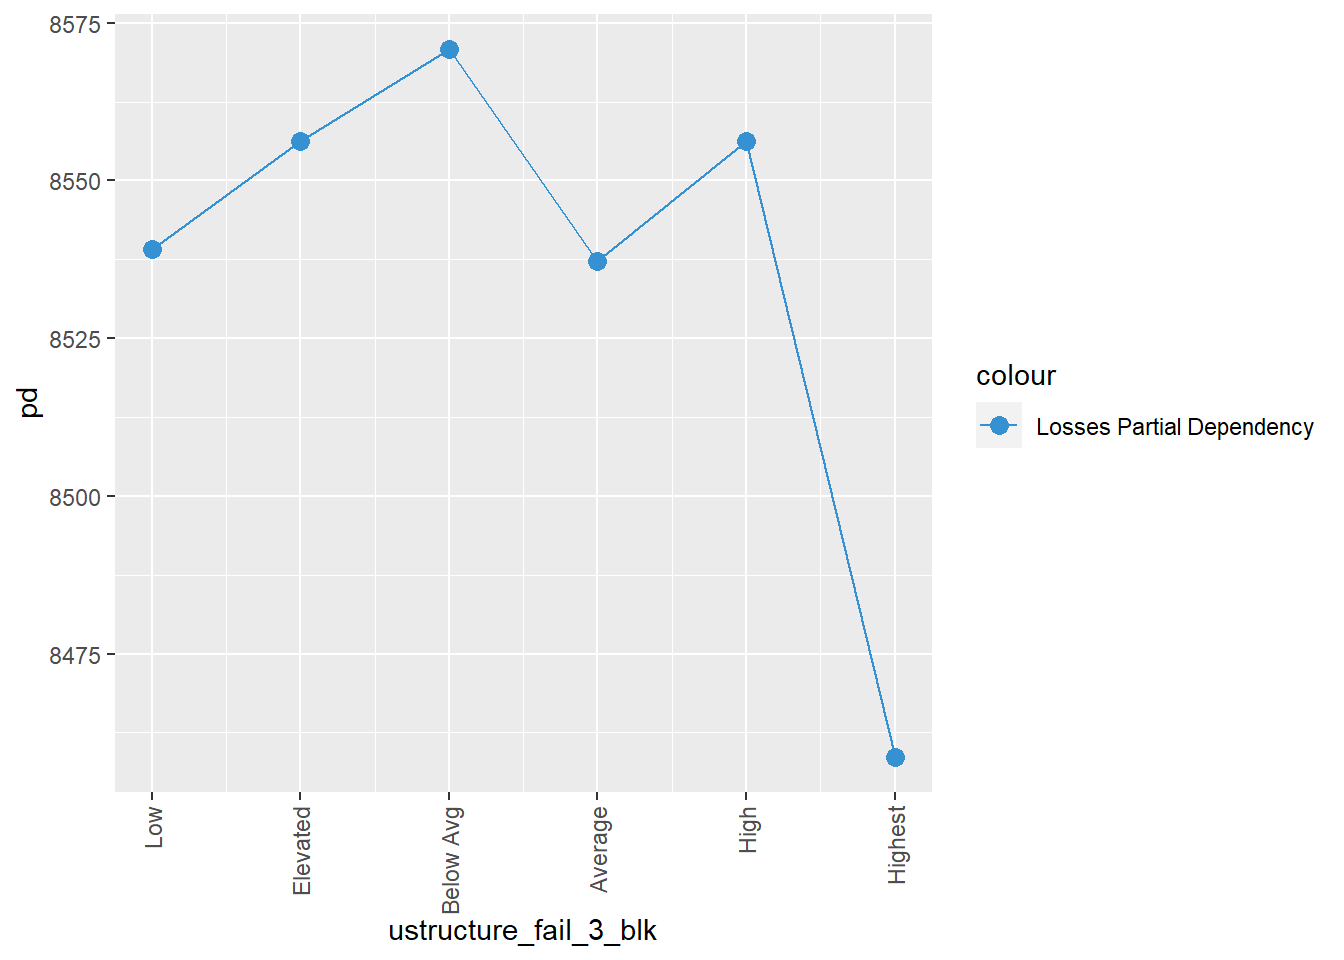 8575
8550
8525
8500
8475
pd
Low
Elevated
Below Avg
Average
High
Highest
ustructure_fail_3_blk
colour
Losses Partial Dependency